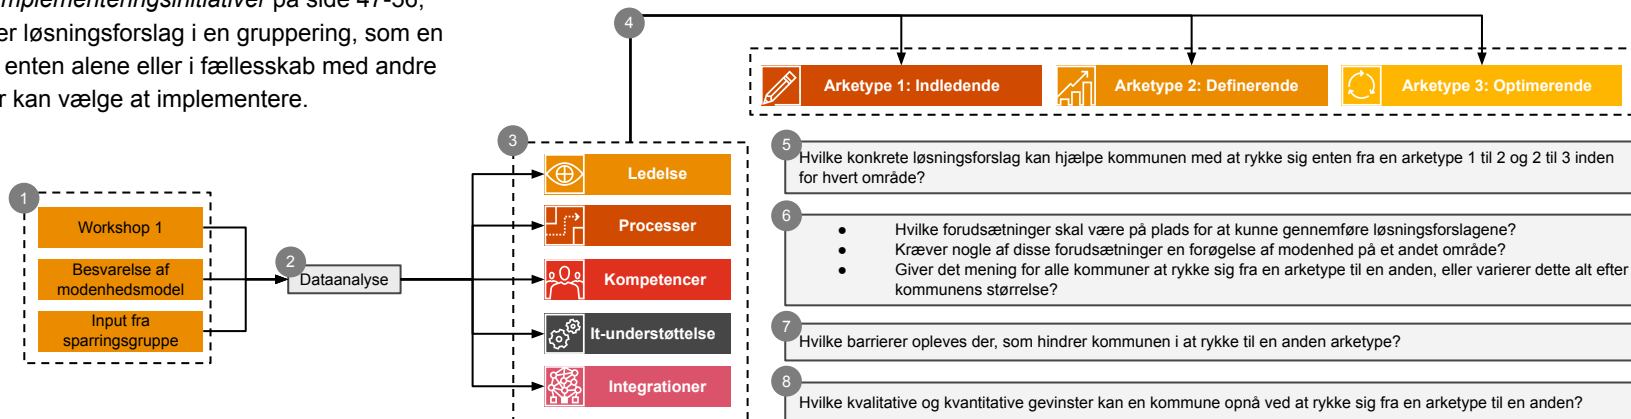 Implementeringsinitiativer på side 47-56,
er løsningsforslag i en gruppering, som en
enten alene eller i fællesskab med andre
r kan vælge at implementere.
1
Workshop 1
Besvarelse af
modenhedsmodel
Input fra
sparringsgruppe
2
Dataanalyse
3
Ledelse
Processer
Kompetencer
It-understøttelse
Integrationer
4
Arketype 1: Indledende
Arketype 2: Definerende
Arketype 3: Optimerende
5
Hvilke konkrete løsningsforslag kan hjælpe kommunen med at rykke sig enten fra en arketype 1 til 2 og 2 til 3 inden
for hvert område?
6
● Hvilke forudsætninger skal være på plads for at kunne gennemføre løsningsforslagene?
● Kræver nogle af disse forudsætninger en forøgelse af modenhed på et andet område?
● Giver det mening for alle kommuner at rykke sig fra en arketype til en anden, eller varierer dette alt efter
kommunens størrelse?
7
Hvilke barrierer opleves der, som hindrer kommunen i at rykke til en anden arketype?
8
Hvilke kvalitative og kvantitative gevinster kan en kommune opnå ved at rykke sig fra en arketype til en anden?